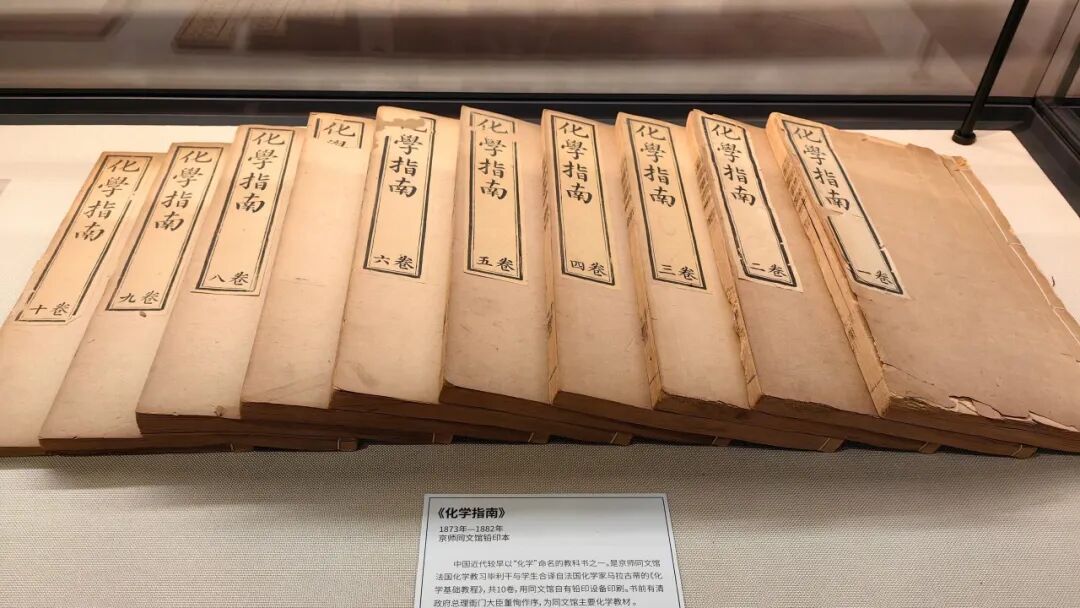 化學指南
卷一
化學指南
卷二
化學指南
卷三
化學指南
卷四
化學指南
卷五
學指南
卷六
化
化學指南
卷八
化學指南
卷九
化學指南
卷十
《化学指南》
1873年—1882年
京师同文馆铅印本
中国近代较早以“化学”命名的教科书之一。是京师同文馆
法国化学教习毕利干与学生合译自法国化学家马拉古蒂的《化
学基础教程》，共10卷，用同文馆自有铅印设备印刷。书前有清
政府总理衙门大臣董恂作序，为同文馆主要化学教材。